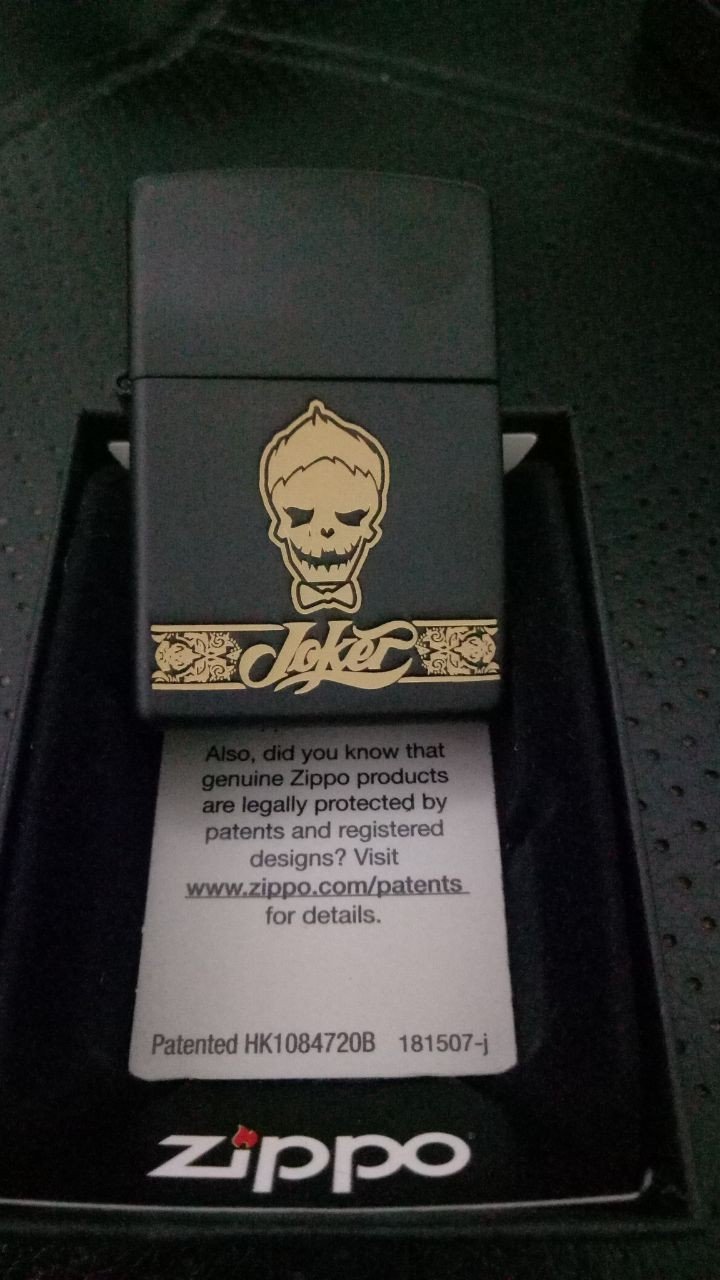 Joker
Also, did you know that
genuine Zippo products
are legally protected by
patents and registered
designs? Visit
www.zippo.com/patents
for details.
Patented HK1084720B 181507-j
zippo